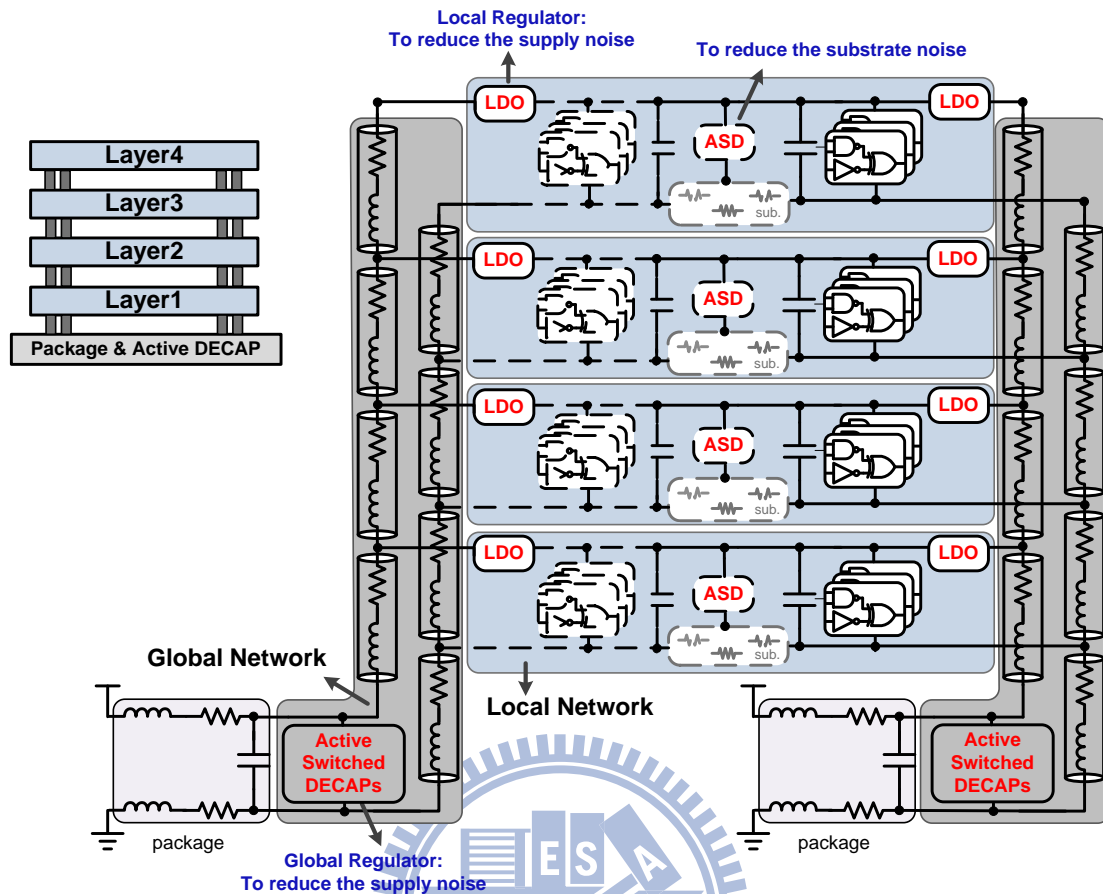 Local Regulator:
To reduce the supply noise
To reduce the substrate noise
Layer4
Layer3
Layer2
Layer1
Package & Active DECAP
LDO
ASD
sub.
LDO
LDO
ASD
sub.
LDO
LDO
ASD
sub.
LDO
LDO
ASD
sub.
LDO
Global Network
Local Network
Active
Switched
DECAPs
package
Active
Switched
DECAPs
package
Global Regulator:
To reduce the supply noise
E S A